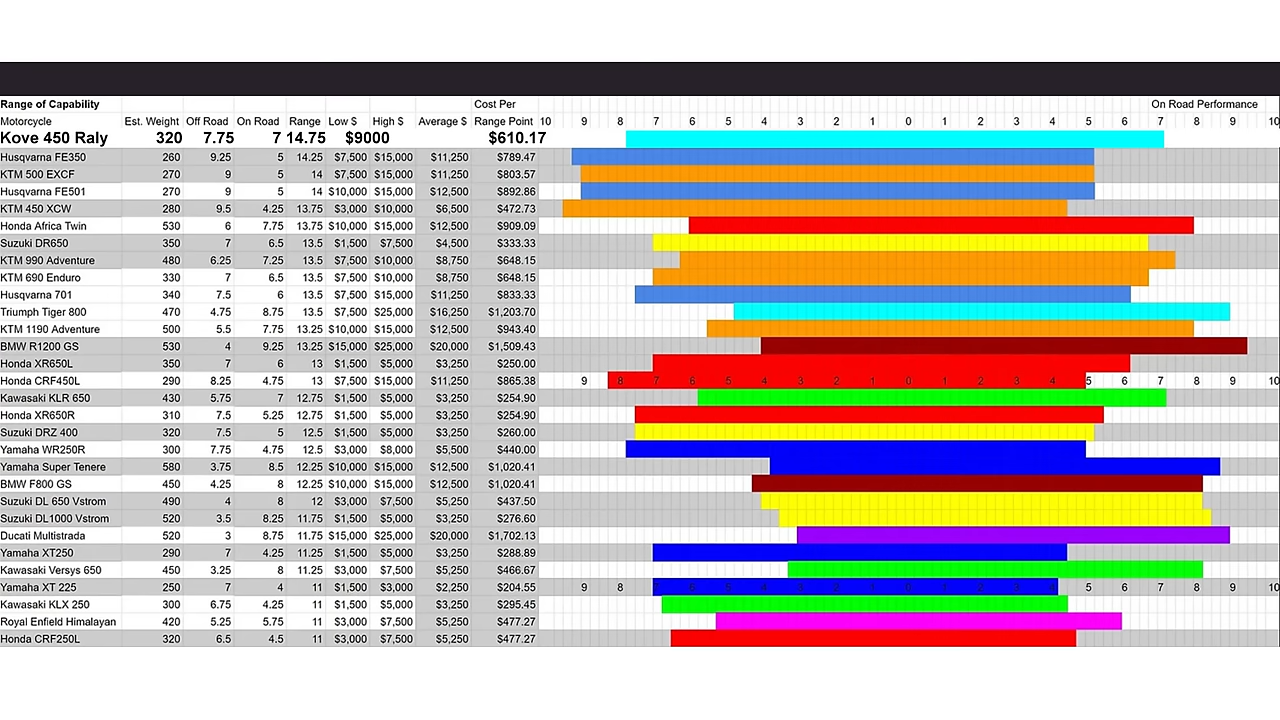 Range of Capability Cost Per On Road Performance
Motorcycle Est. Weight Off Road On Road Range Low $ High $ Average $ Range Point 10 9 8 7 6 5 4 3 2 1 0 1 2 3 4 5 6 7 8 9 10
Kove 450 Raly 320 7.75 7 14.75 $9000 $610.17
Husqvarna FE350 260 9.25 5 14.25 $7,500 $15,000 $11,250 $789.47
KTM 500 EXCF 270 9 5 14 $7,500 $15,000 $11,250 $803.57
Husqvarna FE501 270 9 5 14 $10,000 $15,000 $12,500 $892.86
KTM 450 XCW 280 9.5 4.25 13.75 $3,000 $10,000 $6,500 $472.73
Honda Africa Twin 530 6 7.75 13.75 $10,000 $15,000 $12,500 $909.09
Suzuki DR650 350 7 6.5 13.5 $1,500 $7,500 $4,500 $333.33
KTM 990 Adventure 480 6.25 7.25 13.5 $7,500 $10,000 $8,750 $648.15
KTM 690 Enduro 330 7 6.5 13.5 $7,500 $10,000 $8,750 $648.15
Husqvarna 701 340 7.5 6 13.5 $7,500 $15,000 $11,250 $833.33
Triumph Tiger 800 470 4.75 8.75 13.5 $7,500 $25,000 $16,250 $1,203.70
KTM 1190 Adventure 500 5.5 7.75 13.25 $10,000 $15,000 $12,500 $943.40
BMW R1200 GS 530 4 9.25 13.25 $15,000 $25,000 $20,000 $1,509.43
Honda XR650L 350 7 6 13 $1,500 $5,000 $3,250 $250.00
Honda CRF450L 290 8.25 4.75 13 $7,500 $15,000 $11,250 $865.38 9 8 7 6 5 4 3 2 1 0 1 2 3 4 5 6 7 8 9 10
Kawasaki KLR 650 430 5.75 7 12.75 $1,500 $5,000 $3,250 $254.90
Honda XR650R 310 7.5 5.25 12.75 $1,500 $5,000 $3,250 $254.90
Suzuki DRZ 400 320 7.5 5 12.5 $1,500 $5,000 $3,250 $260.00
Yamaha WR250R 300 7.75 4.75 12.5 $3,000 $8,000 $5,500 $440.00
Yamaha Super Tenere 580 3.75 8.5 12.25 $10,000 $15,000 $12,500 $1,020.41
BMW F800 GS 450 4.25 8 12.25 $10,000 $15,000 $12,500 $1,020.41
Suzuki DL 650 Vstrom 490 4 8 12 $3,000 $7,500 $5,250 $437.50
Suzuki DL1000 Vstrom 520 3.5 8.25 11.75 $1,500 $5,000 $3,250 $276.60
Ducati Multistrada 520 3 8.75 11.75 $15,000 $25,000 $20,000 $1,702.13
Yamaha XT250 290 7 4.25 11.25 $1,500 $5,000 $3,250 $288.89
Kawasaki Versys 650 450 3.25 8 11.25 $3,000 $7,500 $5,250 $466.67
Yamaha XT 225 250 7 4 11 $1,500 $3,000 $2,250 $204.55 9 8 7 6 5 4 3 2 1 0 1 2 3 4 5 6 7 8 9 10
Kawasaki KLX 250 300 6.75 4.25 11 $1,500 $5,000 $3,250 $295.45
Royal Enfield Himalayan 420 5.25 5.75 11 $3,000 $7,500 $5,250 $477.27
Honda CRF250L 320 6.5 4.5 11 $3,000 $7,500 $5,250 $477.27